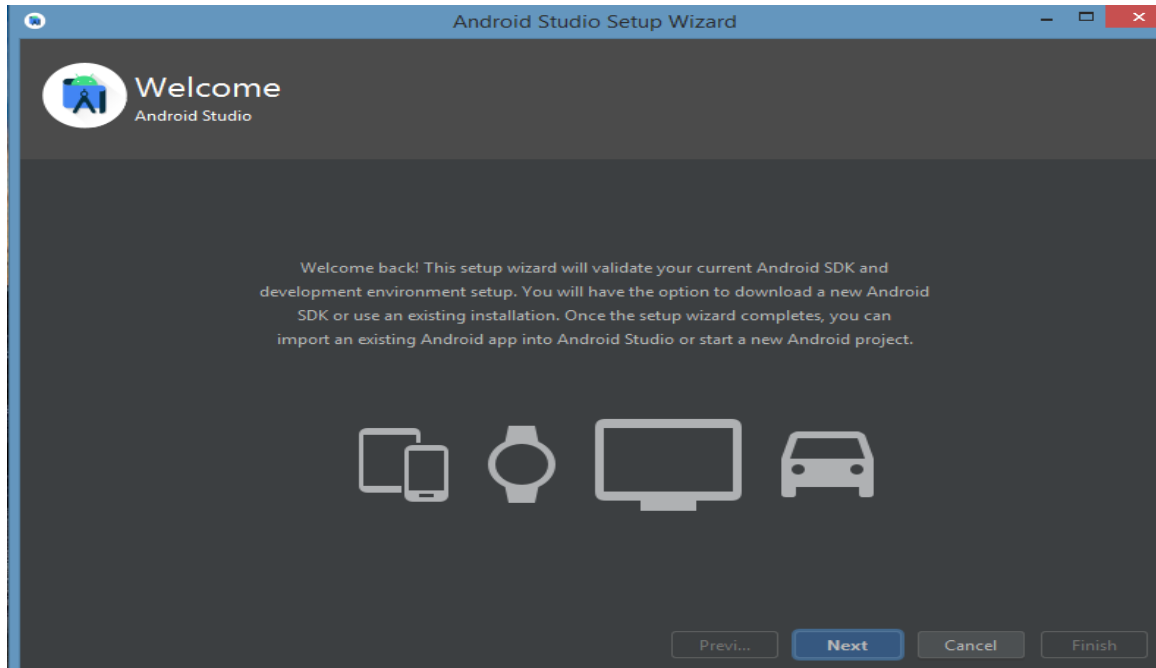 Android Studio Setup Wizard
Welcome
Android Studio
Welcome back! This setup wizard will validate your current Android SDK and
development environment setup. You will have the option to download a new Android
SDK or use an existing installation. Once the setup wizard completes, you can
import an existing Android app into Android Studio or start a new Android project.
Previ... Next Cancel Finish